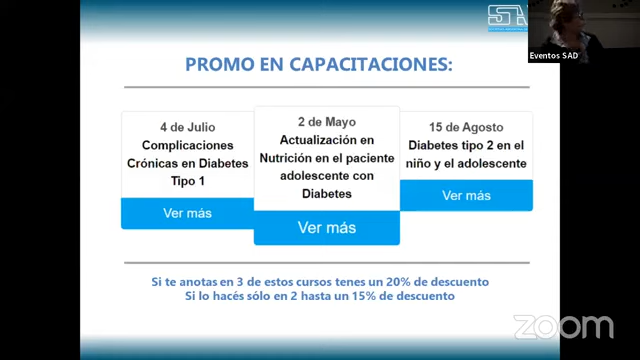 SAD
Eventos SAD
PROMO EN CAPACITACIONES:
4 de Julio
Complicaciones
Crónicas en Diabetes
Tipo 1
Ver más
2 de Mayo
Actualización en
Nutrición en el paciente
adolescente con
Diabetes
Ver más
15 de Agosto
Diabetes tipo 2 en el
niño y el adolescente
Ver más
Si te anotas en 3 de estos cursos tenes un 20% de descuento
Si lo hacés sólo en 2 hasta un 15% de descuento
zoom